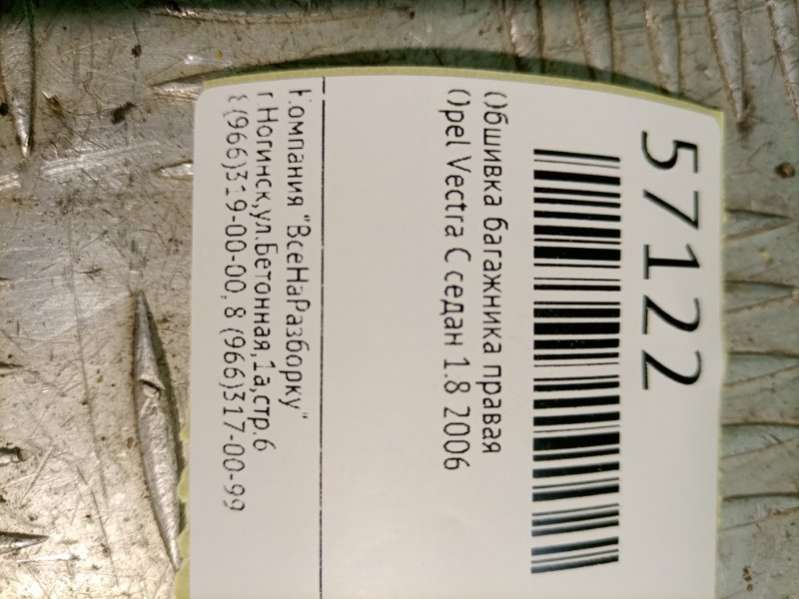 57122
Обшивка багажника правая
Opel Vectra C седан 1.8 2006
Компания "ВсеНаРазборку"
г Ногинск,ул.Бетонная,1а,стр.6
8 (966)319-00-00, 8 (966)317-00-99